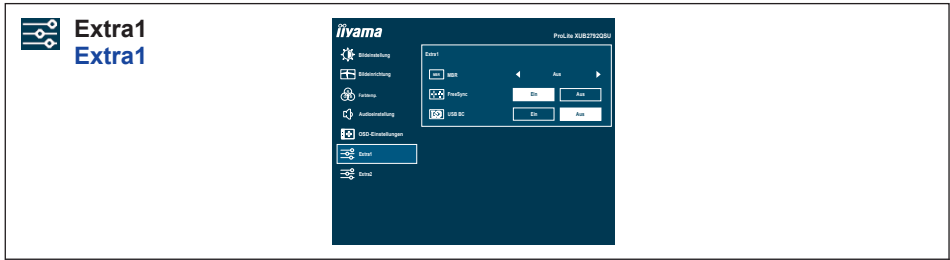 Extra1
Extra1
iiyama
ProLite XUB2792QSU
Bildeinstellung
Bildeinrichtung
Farbtemp.
Audioeinstellung
OSD-Einstellungen
Extra1
Extra2
Extra1
MBR MBR Aus
FreeSync Ein Aus
USB BC Ein Aus